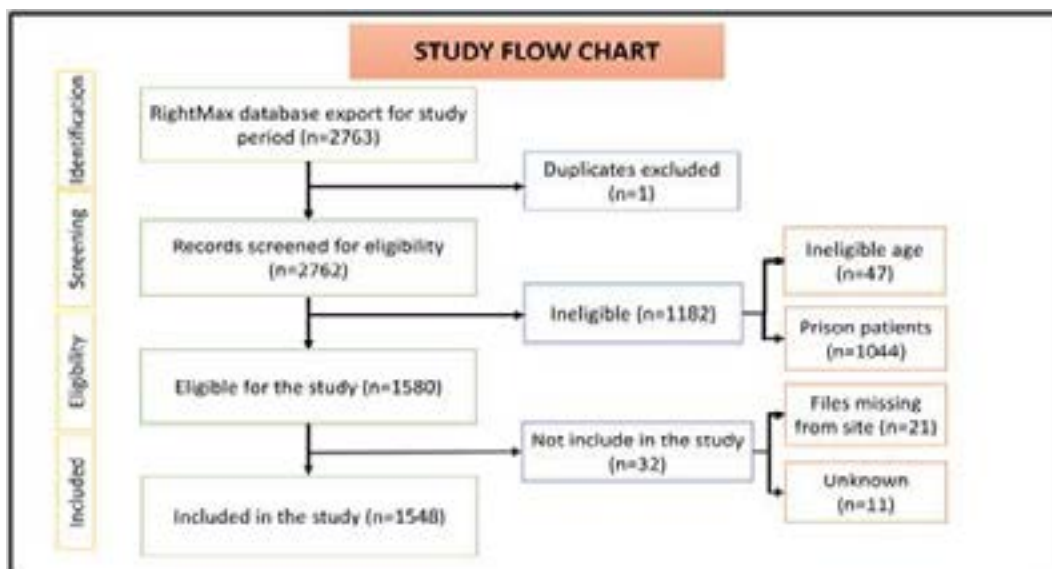 STUDY FLOW CHART
Identification
RightMax database export for study
period (n=2763)
Duplicates excluded
(n=1)
Screening
Records screened for eligibility
(n=2762)
Ineligible (n=1182)
Ineligible age
(n=47)
Prison patients
(n=1044)
Eligibility
Eligible for the study (n=1580)
Not include in the study
(n=32)
Files missing
from site (n=21)
Unknown
(n=11)
Included
Included in the study (n=1548)